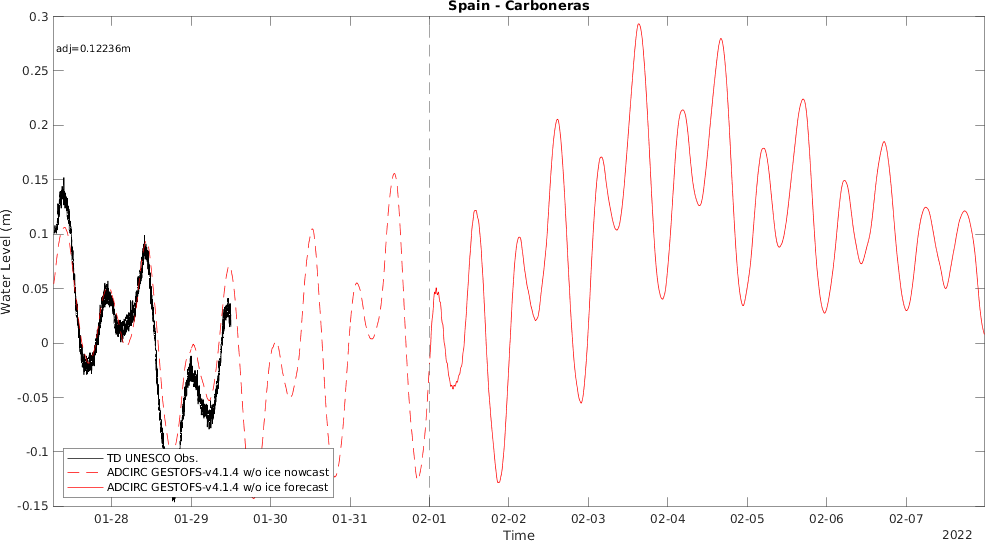 Spain - Carboneras
0.3
adj=0.12236m
0.25
0.2
0.15
0.1
0.05
0
-0.05
-0.1
-0.15
Water Level (m)
TD UNESCO Obs.
ADCIRC GESTOFS-v4.1.4 w/o ice nowcast
ADCIRC GESTOFS-v4.1.4 w/o ice forecast
01-28 01-29 01-30 01-31 02-01 02-02 02-03 02-04 02-05 02-06 02-07
Time
2022